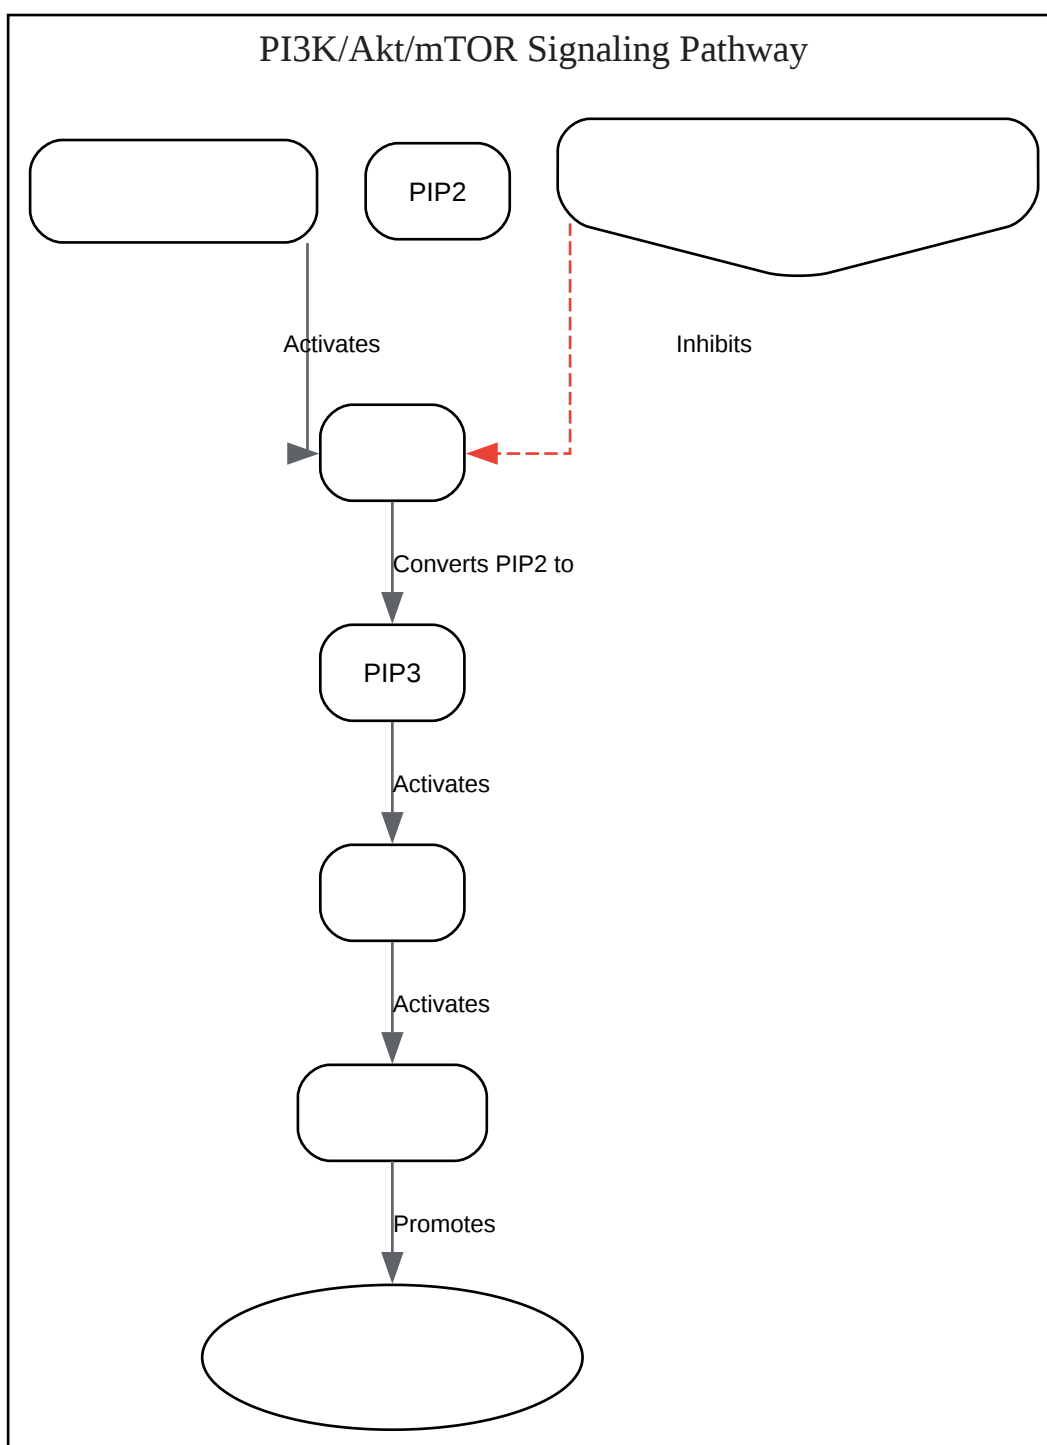 PI3K/Akt/mTOR Signaling Pathway
PIP2
Activates
Inhibits
Converts PIP2 to
PIP3
Activates
Activates
Promotes